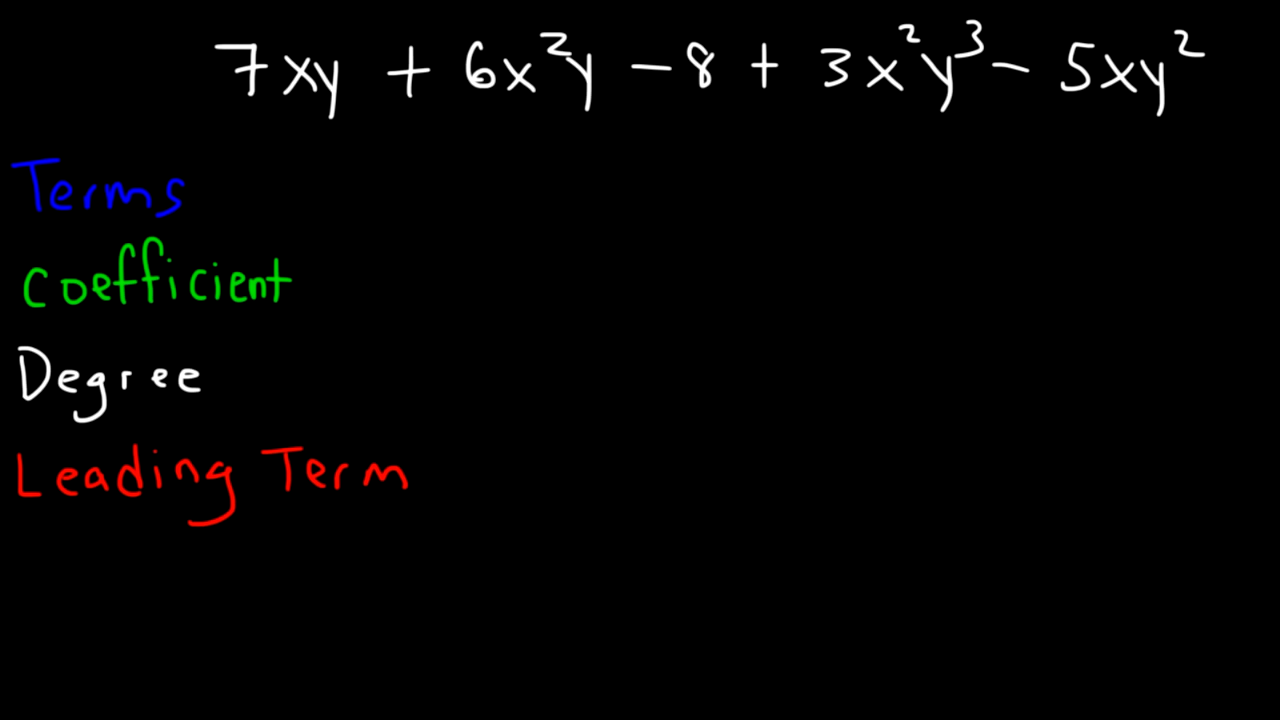 7xy + 6x²y - 8 + 3x²y³ - 5xy²
Terms
Coefficient
Degree
Leading Term